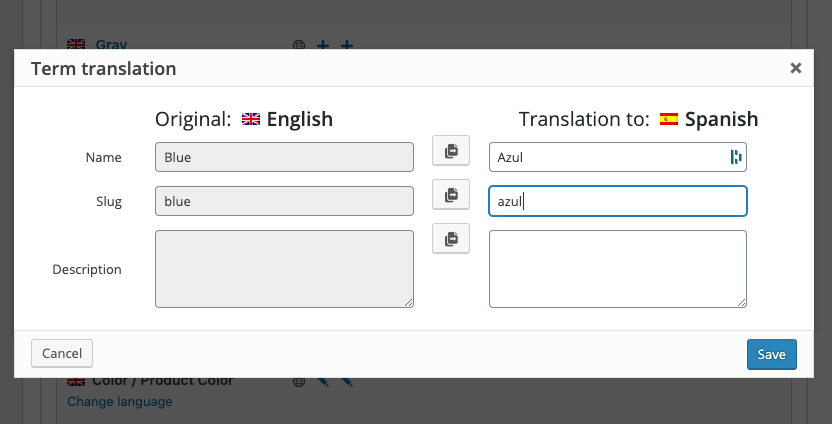 Gray
Term translation
Original: English
Translation to: Spanish
Name
Blue
Azul
Slug
blue
azul
Description
Cancel
Save
Color / Product Color
Change language